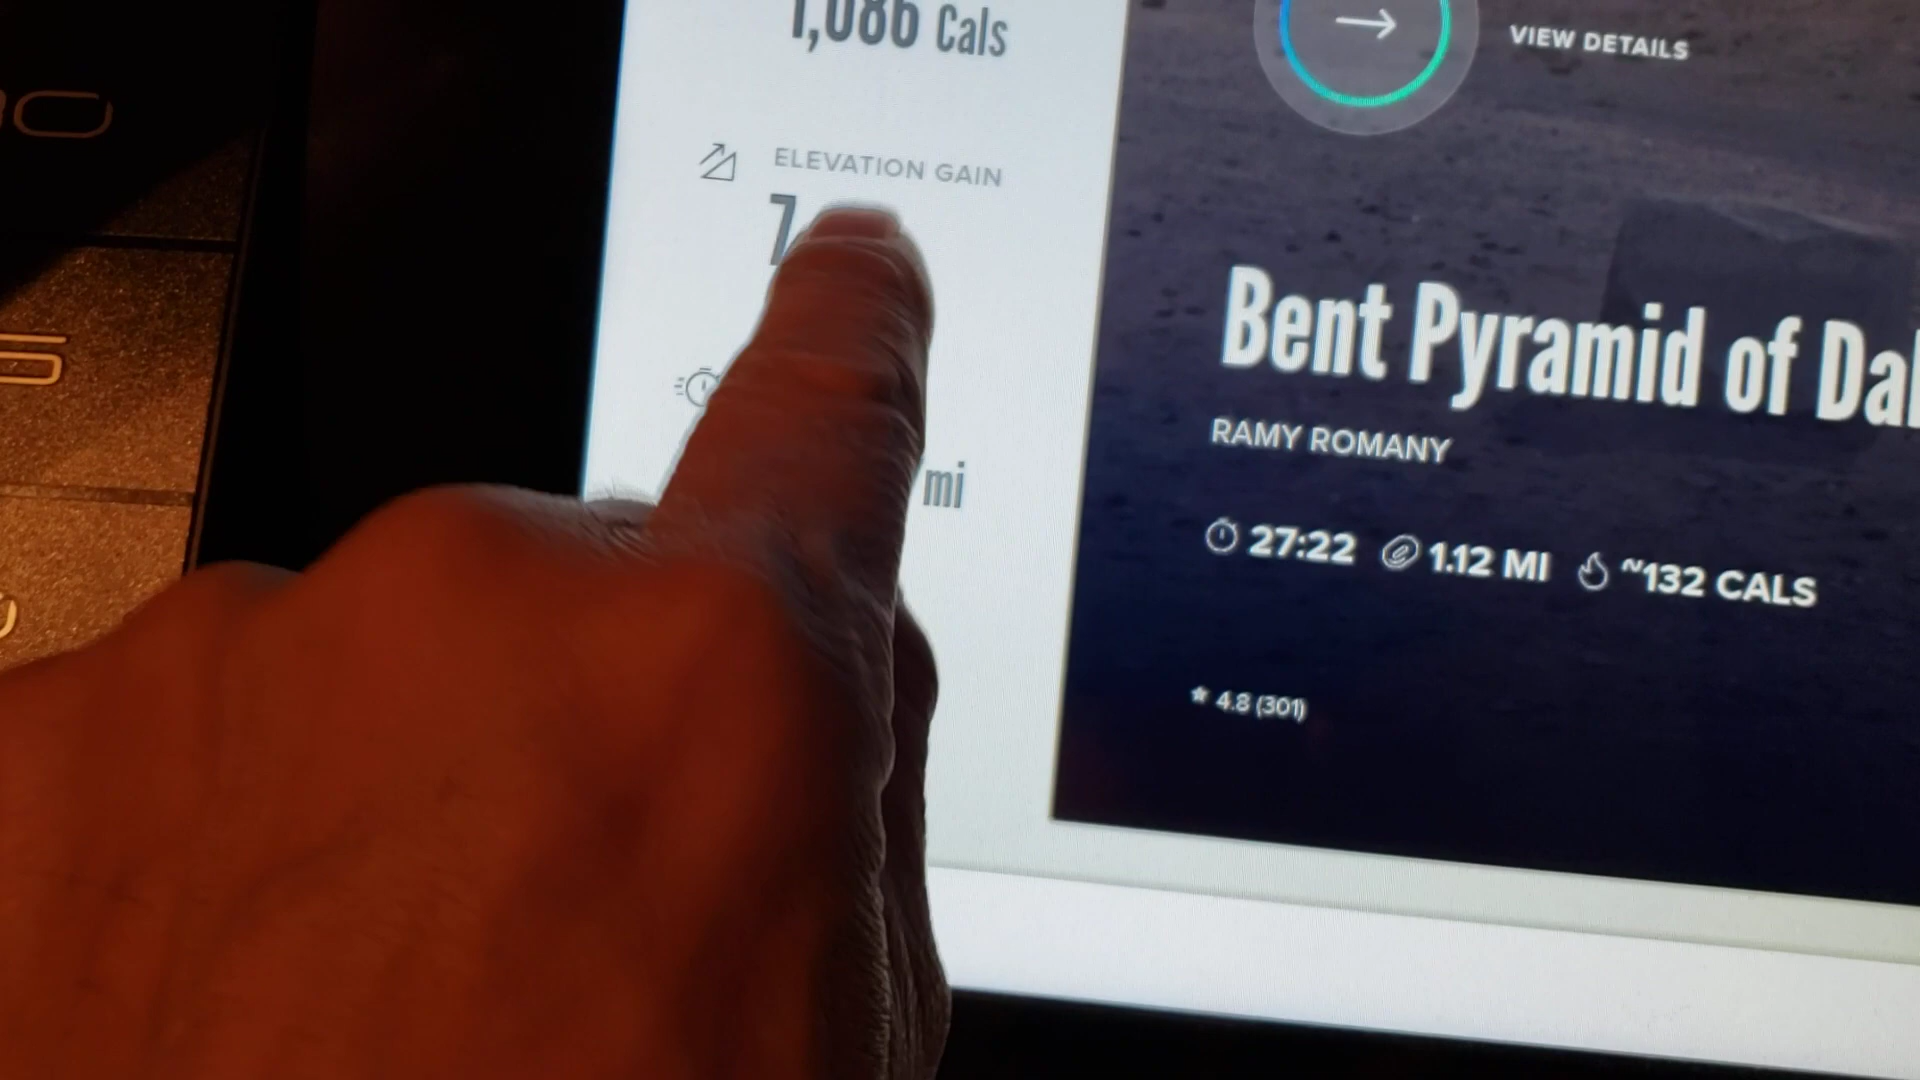 1,086 Cals
VIEW DETAILS
ELEVATION GAIN
mi
Bent Pyramid of
RAMY ROMANY
27:22 1.12 MI ~132 CALS
★ 4.8 (301)